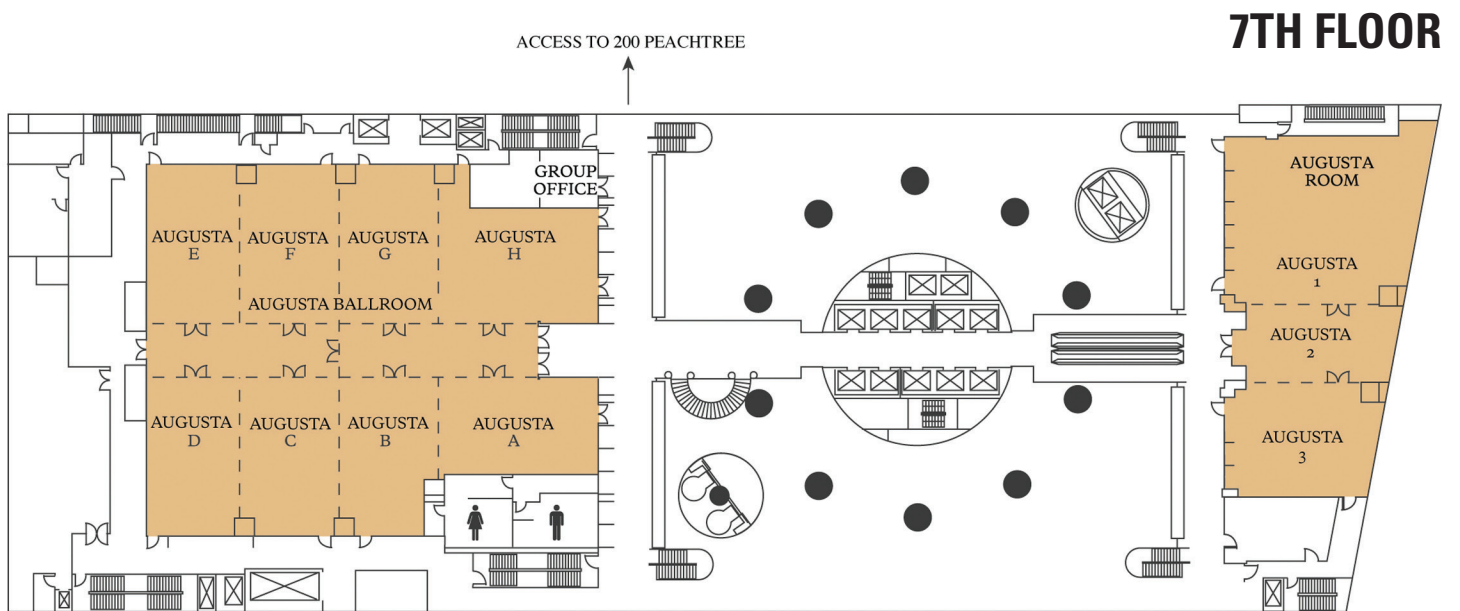 7TH FLOOR
ACCESS TO 200 PEACHTREE
GROUP
OFFICE
AUGUSTA
ROOM
AUGUSTA
E
AUGUSTA
F
AUGUSTA
G
AUGUSTA
H
AUGUSTA
1
AUGUSTA BALLROOM
AUGUSTA
2
AUGUSTA
D
AUGUSTA
C
AUGUSTA
B
AUGUSTA
A
AUGUSTA
3